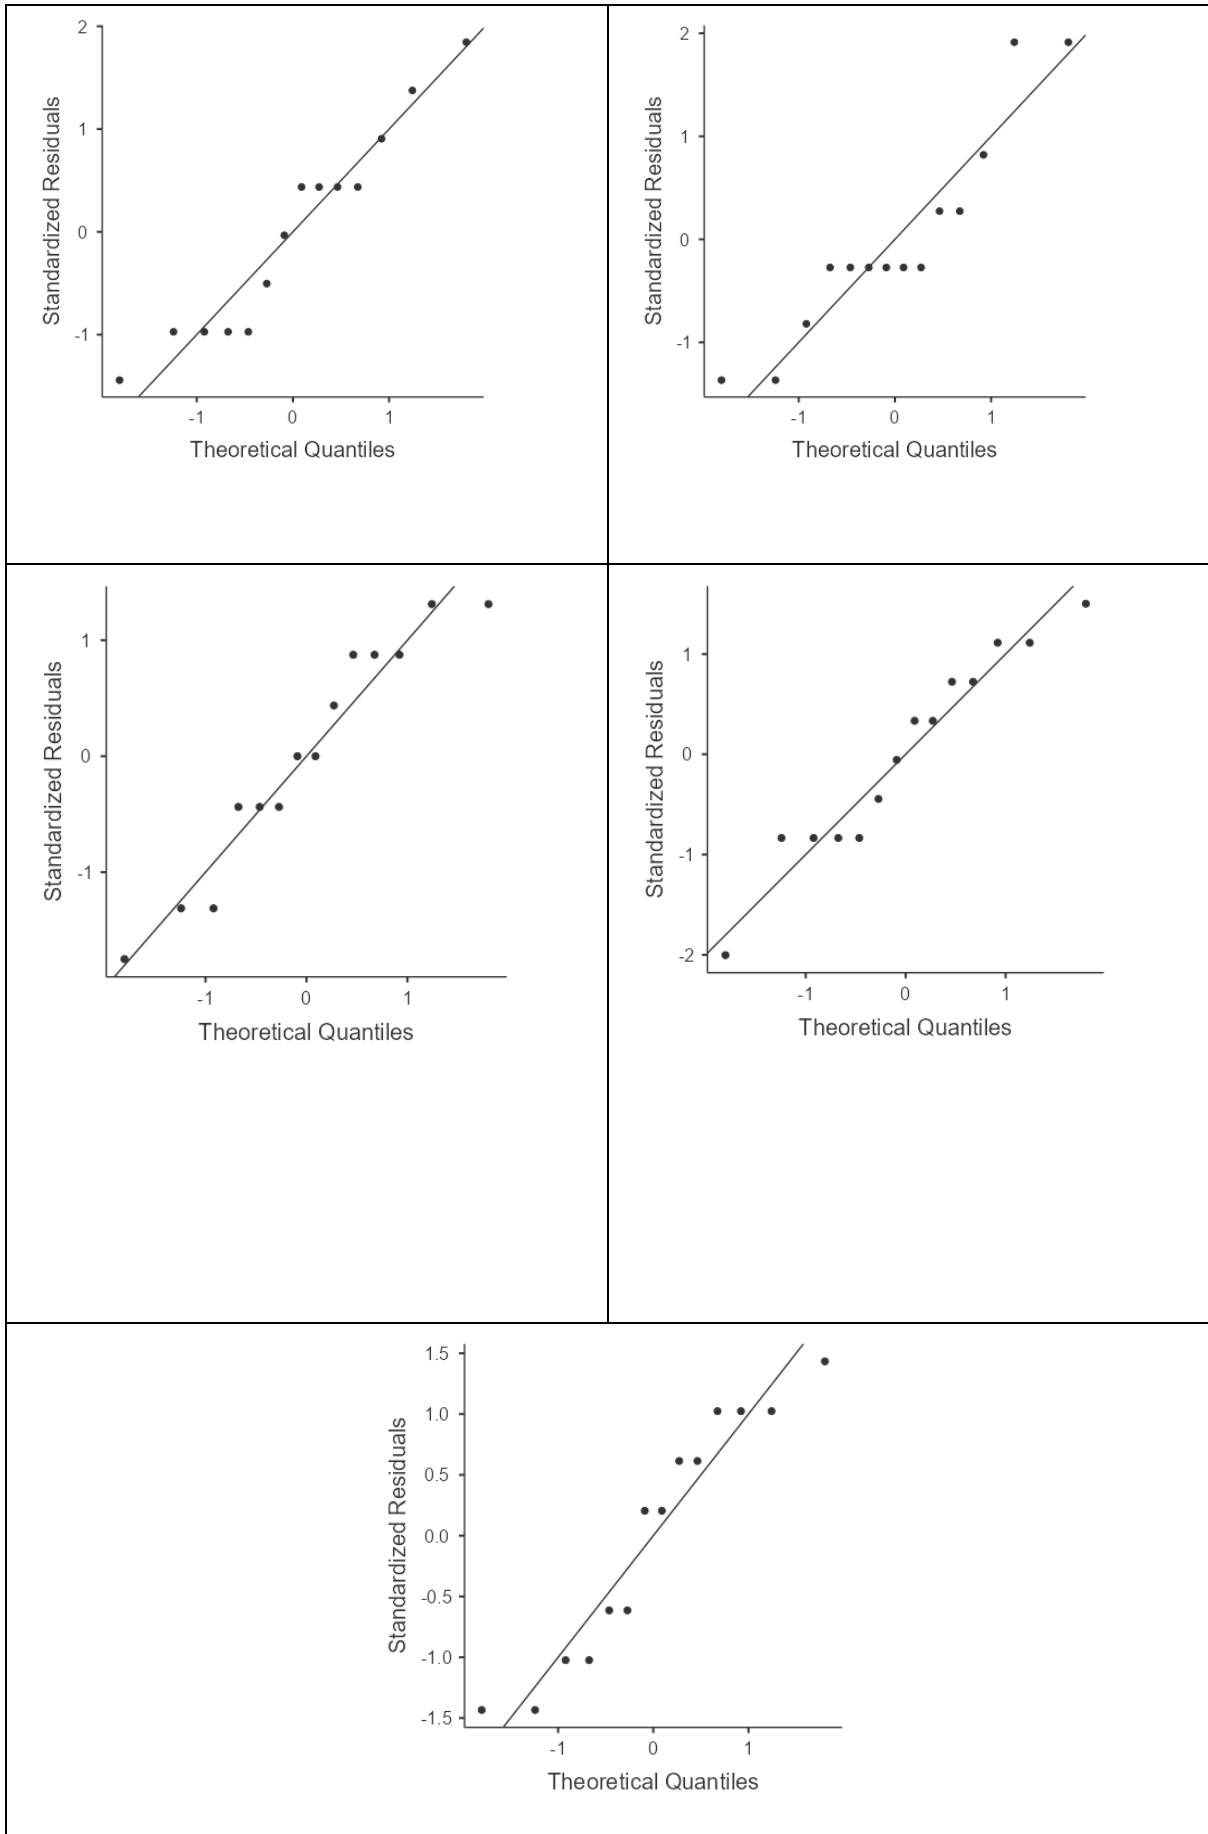 2
1
0
-1
Standardized Residuals
-1 0 1
Theoretical Quantiles
2
1
0
-1
Standardized Residuals
-1 0 1
Theoretical Quantiles
1
0
-1
Standardized Residuals
-1 0 1
Theoretical Quantiles
1
0
-1
-2
Standardized Residuals
-1 0 1
Theoretical Quantiles
1.5
1.0
0.5
0.0
-0.5
-1.0
-1.5
Standardized Residuals
-1 0 1
Theoretical Quantiles